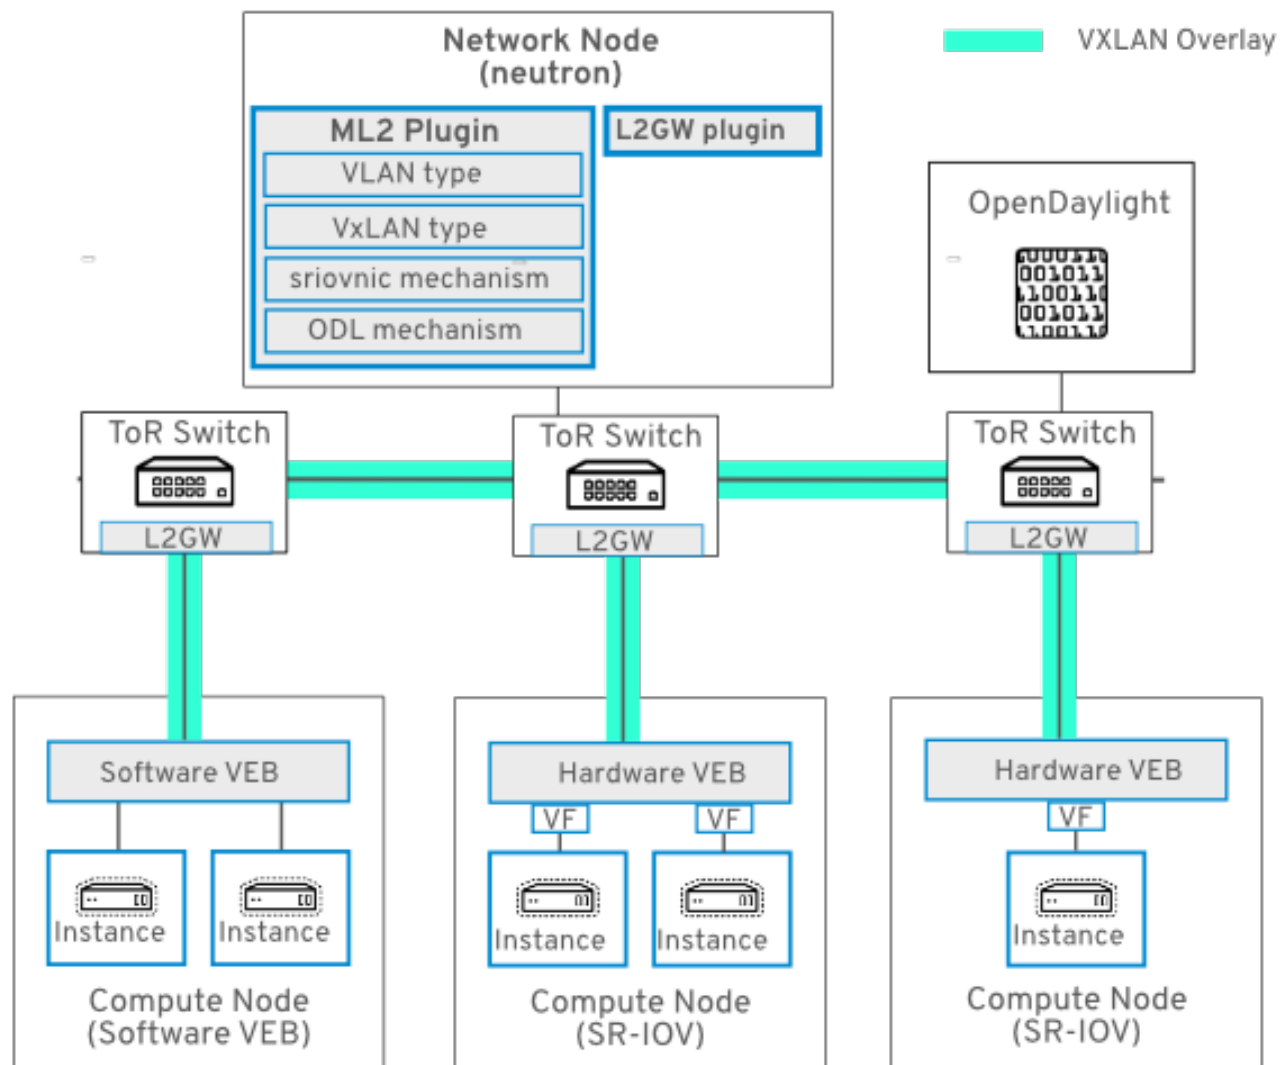 Network Node
(neutron)
VXLAN Overlay
ML2 Plugin
L2GW plugin
VLAN type
VxLAN type
sriovnic mechanism
ODL mechanism
OpenDaylight
ToR Switch
ToR Switch
ToR Switch
L2GW
L2GW
L2GW
Software VEB
Hardware VEB
Hardware VEB
VF
VF
VF
Instance
Instance
Instance
Instance
Instance
Compute Node
(Software VEB)
Compute Node
(SR-IOV)
Compute Node
(SR-IOV)